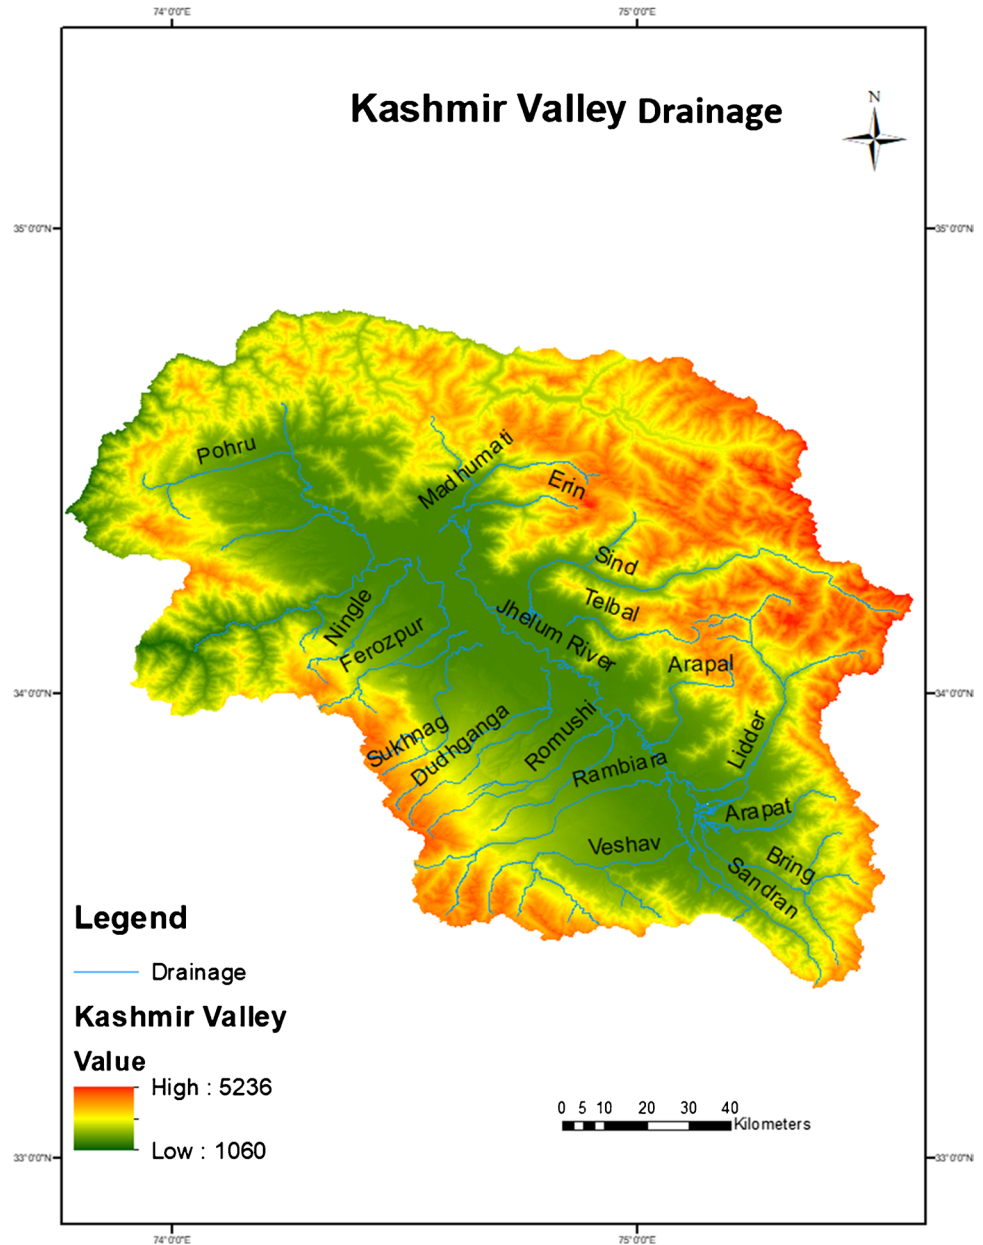 74°0'0"E
75°0'0"E
Kashmir Valley Drainage
N
35°0'0"N
35°0'0"N
Pohru
Madhumati
Erin
Sind
Telbal
Ningle
Jhelum River
Ferozpur
Arapal
34°0'0"N
34°0'0"N
Sukhnag
Dudhganga
Romushi
Lidder
Rambiara
Arapat
Veshav
Bring
Sandran
Legend
Drainage
Kashmir Valley
Value
High : 5236
Low : 1060
0 5 10 20 30 40
Kilometers
33°0'0"N
33°0'0"N
74°0'0"E
75°0'0"E